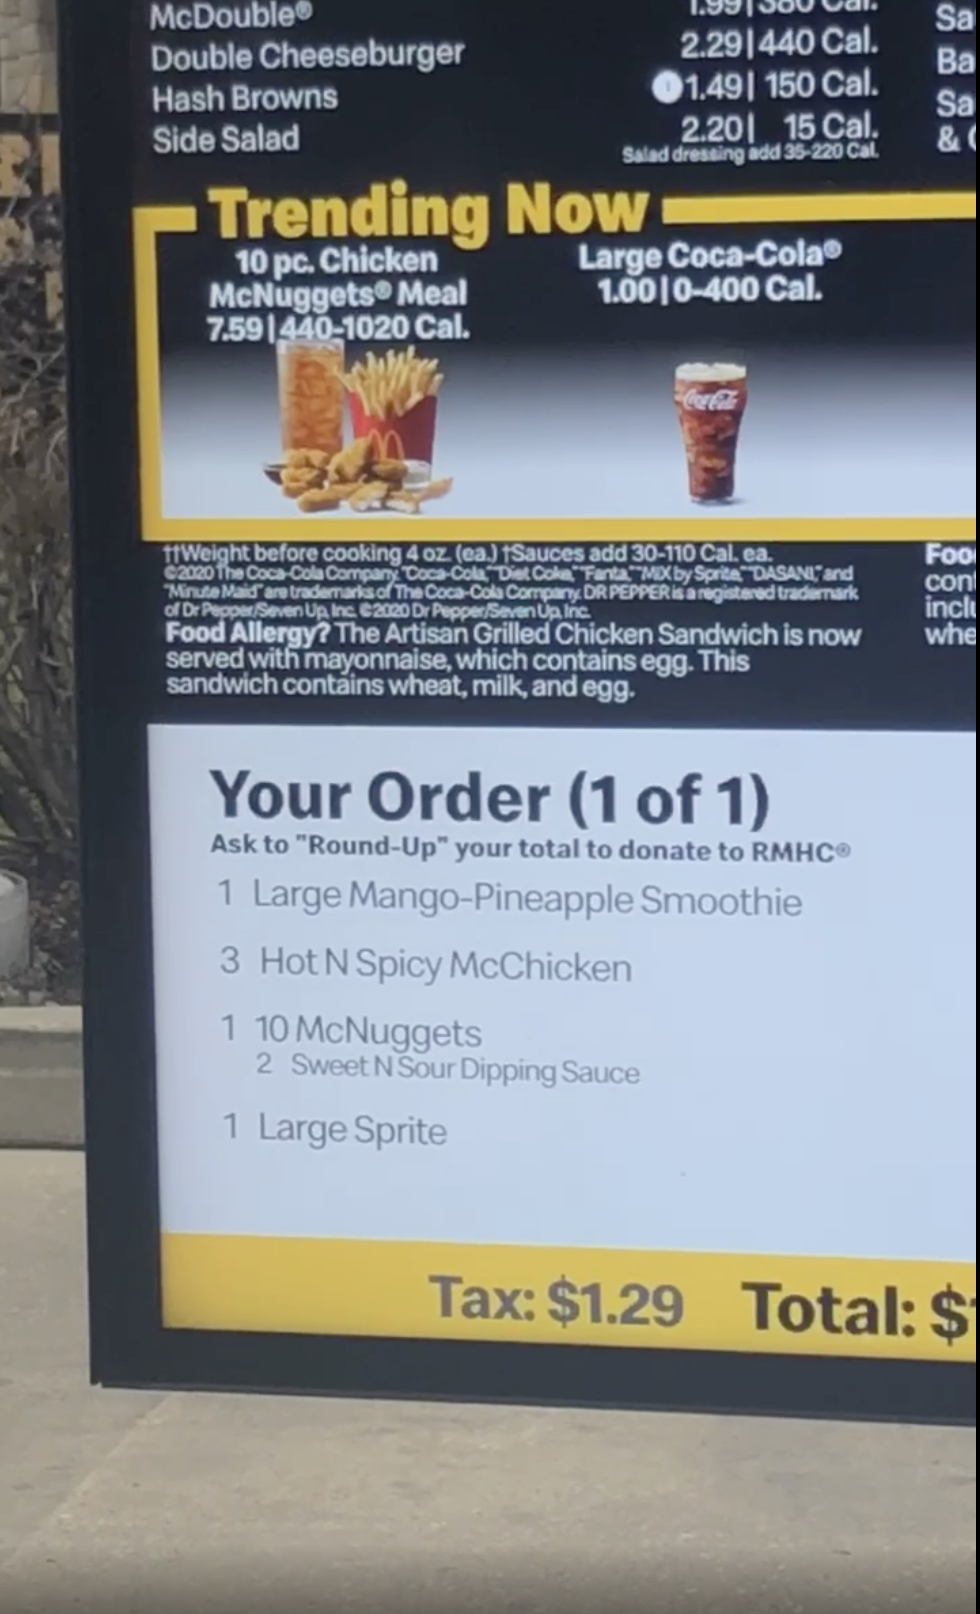 McDouble®
1.99|380 Cal.
Double Cheeseburger 2.29|440 Cal.
Hash Browns 1.49| 150 Cal.
Side Salad 2.20| 15 Cal.
Salad dressing add 35-220 Cal.
Sa
Ba
Sa
&
Trending Now
10 pc. Chicken
McNuggets® Meal
7.59|440-1020 Cal.
Large Coca-Cola®
1.00|0-400 Cal.
Coca-Cola
††Weight before cooking 4 oz. (ea.) †Sauces add 30-110 Cal. ea.
©2020 The Coca-Cola Company. "Coca-Cola," "Diet Coke," "Fanta," "MiX by Sprite," "DASANI," and
"Minute Maid" are trademarks of The Coca-Cola Company. DR PEPPER is a registered trademark
of Dr Pepper/Seven Up, Inc. ©2020 Dr Pepper/Seven Up, Inc.
Food Allergy? The Artisan Grilled Chicken Sandwich is now
served with mayonnaise, which contains egg. This
sandwich contains wheat, milk, and egg.
Foo
con
inclu
whe
Your Order (1 of 1)
Ask to "Round-Up" your total to donate to RMHC®
1 Large Mango-Pineapple Smoothie
3 Hot N Spicy McChicken
1 10 McNuggets
2 Sweet N Sour Dipping Sauce
1 Large Sprite
Tax: $1.29 Total: $